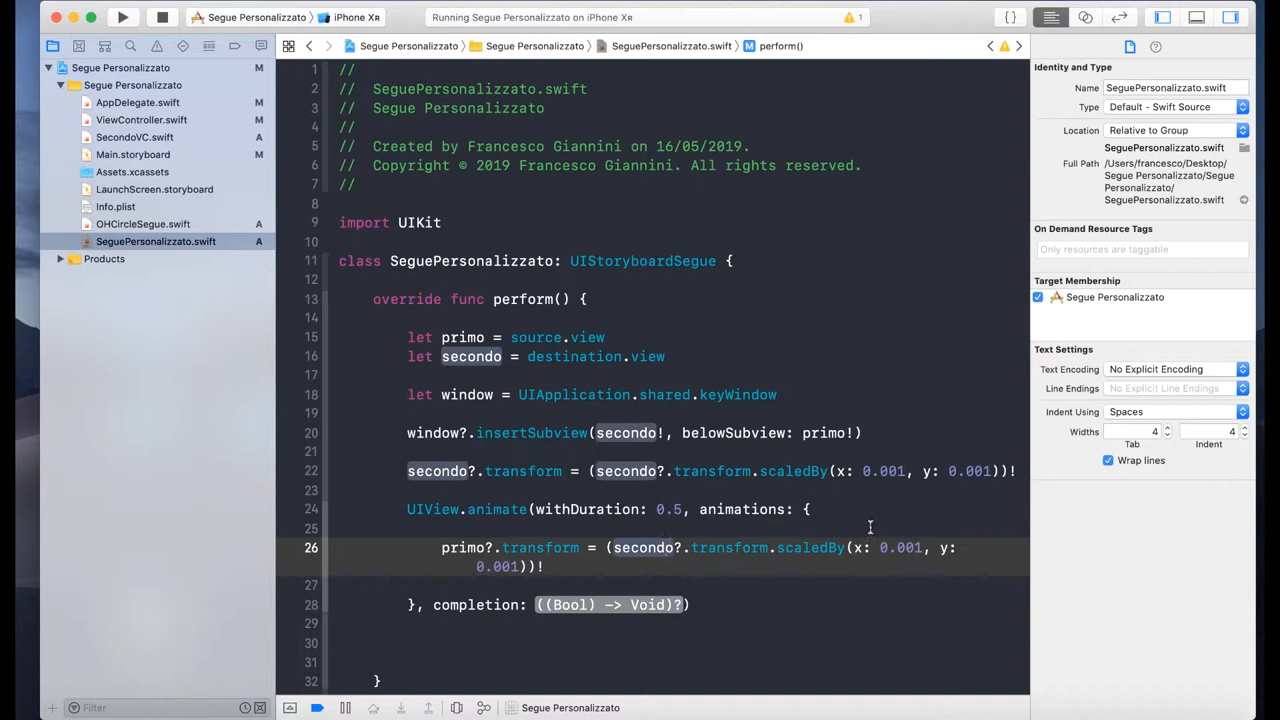 Segue Personalizzato
iPhone Xʀ
Running Segue Personalizzato on iPhone Xʀ
1
Segue Personalizzato
Segue Personalizzato
SeguePersonalizzato.swift
M
perform()
Segue Personalizzato M
Segue Personalizzato
AppDelegate.swift M
ViewController.swift M
SecondoVC.swift A
Main.storyboard M
Assets.xcassets
LaunchScreen.storyboard
Info.plist
OHCircleSegue.swift A
SeguePersonalizzato.swift A
Products
Filter
1 //
2 // SeguePersonalizzato.swift
3 // Segue Personalizzato
4 //
5 // Created by Francesco Giannini on 16/05/2019.
6 // Copyright © 2019 Francesco Giannini. All rights reserved.
7 //
8
9 import UIKit
10
11 class SeguePersonalizzato: UIStoryboardSegue {
12
13 override func perform() {
14
15 let primo = source.view
16 let secondo = destination.view
17
18 let window = UIApplication.shared.keyWindow
19
20 window?.insertSubview(secondo!, belowSubview: primo!)
21
22 secondo?.transform = (secondo?.transform.scaledBy(x: 0.001, y: 0.001))!
23
24 UIView.animate(withDuration: 0.5, animations: {
25
26 primo?.transform = (secondo?.transform.scaledBy(x: 0.001, y:
0.001))!
27
28 }, completion: ((Bool) -> Void)?)
29
30
31
32 }
Segue Personalizzato
Identity and Type
Name SeguePersonalizzato.swift
Type Default - Swift Source
Location Relative to Group
SeguePersonalizzato.swift
Full Path /Users/francesco/Desktop/
Segue Personalizzato/Segue
Personalizzato/
SeguePersonalizzato.swift
On Demand Resource Tags
Only resources are taggable
Target Membership
Segue Personalizzato
Text Settings
Text Encoding No Explicit Encoding
Line Endings No Explicit Line Endings
Indent Using Spaces
Widths 4 4
Tab Indent
Wrap lines